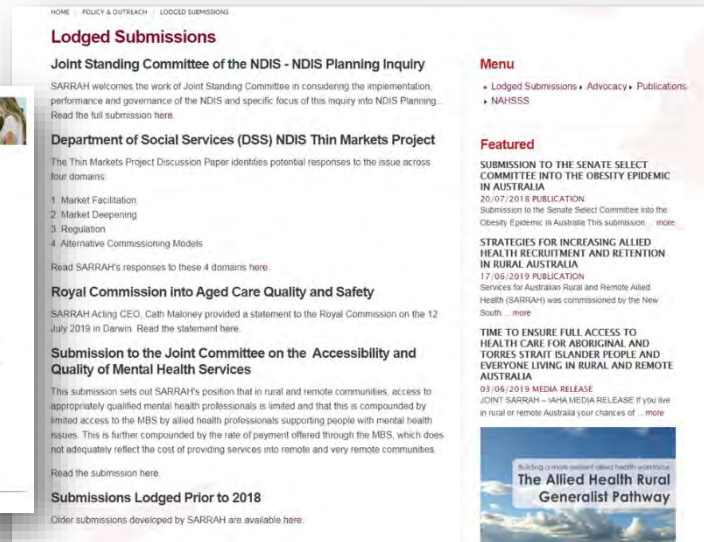 HOME / POLICY & OUTREACH / LODGED SUBMISSIONS
Lodged Submissions
Joint Standing Committee of the NDIS - NDIS Planning Inquiry
SARRAH welcomes the work of Joint Standing Committee in considering the implementation,
performance and governance of the NDIS and specific focus of this inquiry into NDIS Planning...
Read the full submission here.
Department of Social Services (DSS) NDIS Thin Markets Project
The Thin Markets Project Discussion Paper identifies potential responses to the issue across
four domains:
1 Market Facilitation
2 Market Deepening
3 Regulation
4 Alternative Commissioning Models
Read SARRAH's responses to these 4 domains here.
Royal Commission into Aged Care Quality and Safety
SARRAH Acting CEO, Cath Maloney provided a statement to the Royal Commission on the 12
July 2019 in Darwin. Read the statement here.
Submission to the Joint Committee on the Accessibility and
Quality of Mental Health Services
This submission sets out SARRAH's position that in rural and remote communities, access to
appropriately qualified mental health professionals is limited and that this is compounded by
limited access to the MBS by allied health professionals supporting people with mental health
issues. This is further compounded by the rate of payment offered through the MBS, which does
not adequately reflect the cost of providing services into remote and very remote communities.
Read the submission here.
Submissions Lodged Prior to 2018
Older submissions developed by SARRAH are available here.
Menu
Lodged Submissions Advocacy Publications
NAHSSS
Featured
SUBMISSION TO THE SENATE SELECT
COMMITTEE INTO THE OBESITY EPIDEMIC
IN AUSTRALIA
20/07/2018 PUBLICATION
Submission to the Senate Select Committee into the
Obesity Epidemic In Australia This submission ... more
STRATEGIES FOR INCREASING ALLIED
HEALTH RECRUITMENT AND RETENTION
IN RURAL AUSTRALIA
17/06/2019 PUBLICATION
Services for Australian Rural and Remote Allied
Health (SARRAH) was commissioned by the New
South ... more
TIME TO ENSURE FULL ACCESS TO
HEALTH CARE FOR ABORIGINAL AND
TORRES STRAIT ISLANDER PEOPLE AND
EVERYONE LIVING IN RURAL AND REMOTE
AUSTRALIA
03/06/2019 MEDIA RELEASE
JOINT SARRAH – IAHA MEDIA RELEASE If you live
in rural or remote Australia your chances of ... more
Building a more resilient allied health workforce
The Allied Health Rural
Generalist Pathway